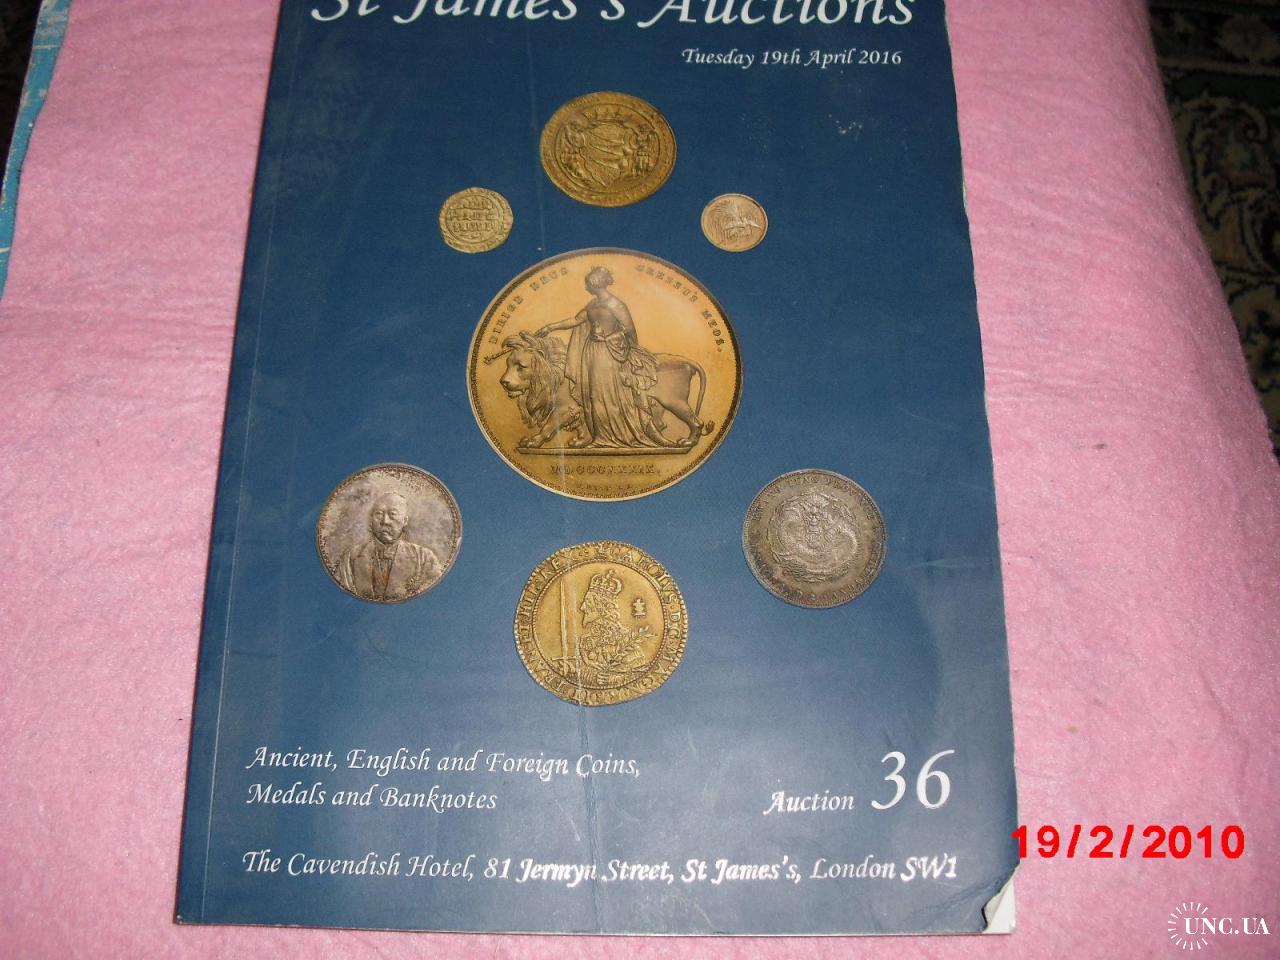 St James's Auctions
Tuesday 19th April 2016
DIRIGE DEUS GRESSUS MEOS.
MDCCCXXXIX.
Ancient, English and Foreign Coins,
Medals and Banknotes
Auction 36
The Cavendish Hotel, 81 Jermyn Street, St James's, London SW1
19/2/2010
UNC.UA